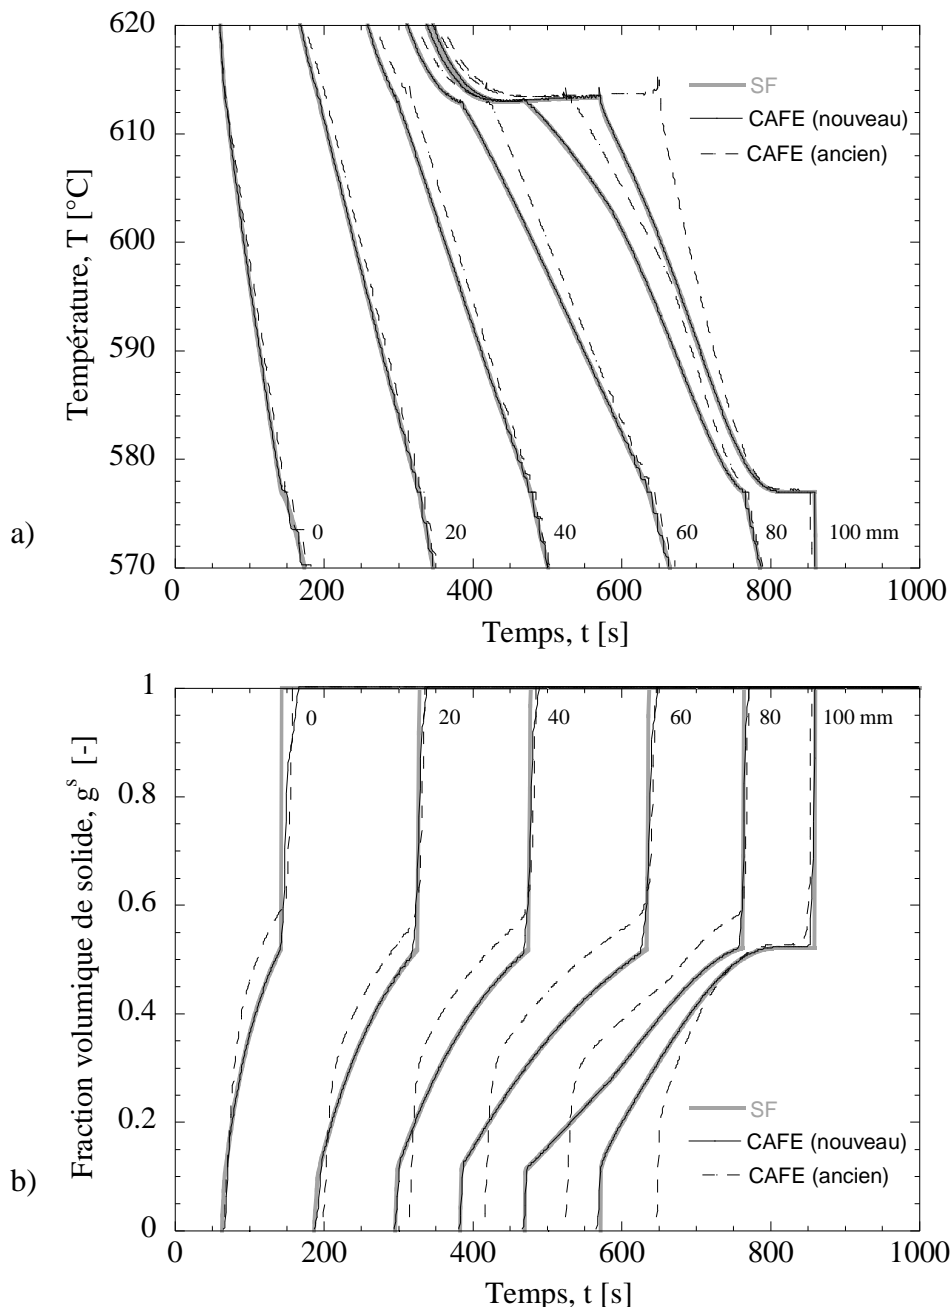 620
610
600
590
580
570
Température, T [°C]
SF
CAFE (nouveau)
CAFE (ancien)
a)
0
20
40
60
80
100 mm
0
200
400
600
800
1000
Temps, t [s]
1
0.8
0.6
0.4
0.2
0
Fraction volumique de solide, g^s [-]
0
20
40
60
80
100 mm
SF
CAFE (nouveau)
CAFE (ancien)
b)
0
200
400
600
800
1000
Temps, t [s]